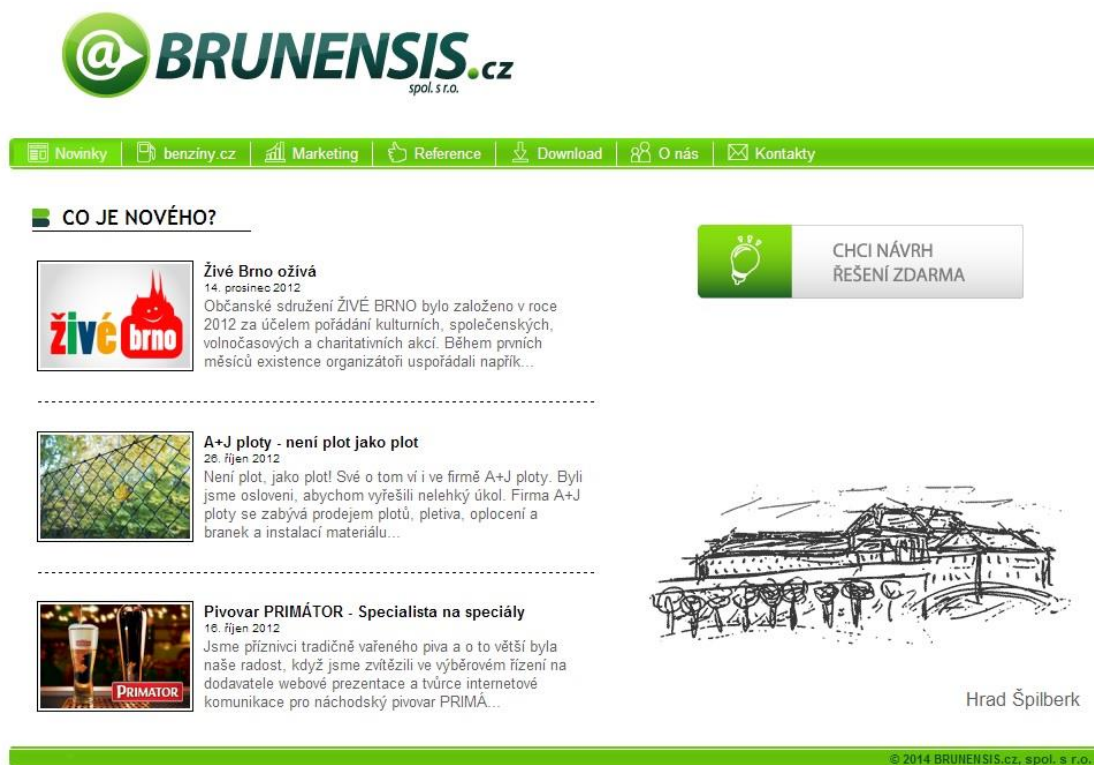 @BRUNENSIS.cz
spol. s r.o.
Novinky benzíny.cz Marketing Reference Download O nás Kontakty
CO JE NOVÉHO?
CHCI NÁVRH
ŘEŠENÍ ZDARMA
živé brno
Živé Brno ožívá
14. prosinec 2012
Občanské sdružení ŽIVÉ BRNO bylo založeno v roce
2012 za účelem pořádání kulturních, společenských,
volnočasových a charitativních akcí. Během prvních
měsíců existence organizátoři uspořádali napřík...
A+J ploty - není plot jako plot
26. říjen 2012
Není plot, jako plot! Své o tom ví i ve firmě A+J ploty. Byli
jsme osloveni, abychom vyřešili nelehký úkol. Firma A+J
ploty se zabývá prodejem plotů, pletiva, oplocení a
branek a instalací materiálu...
PRIMATOR
Pivovar PRIMÁTOR - Specialista na speciály
16. říjen 2012
Jsme příznivci tradičně vařeného piva a o to větší byla
naše radost, když jsme zvítězili ve výběrovém řízení na
dodavatele webové prezentace a tvůrce internetové
komunikace pro náchodský pivovar PRIMÁ...
Hrad Špilberk
© 2014 BRUNENSIS.cz, spol. s r.o.